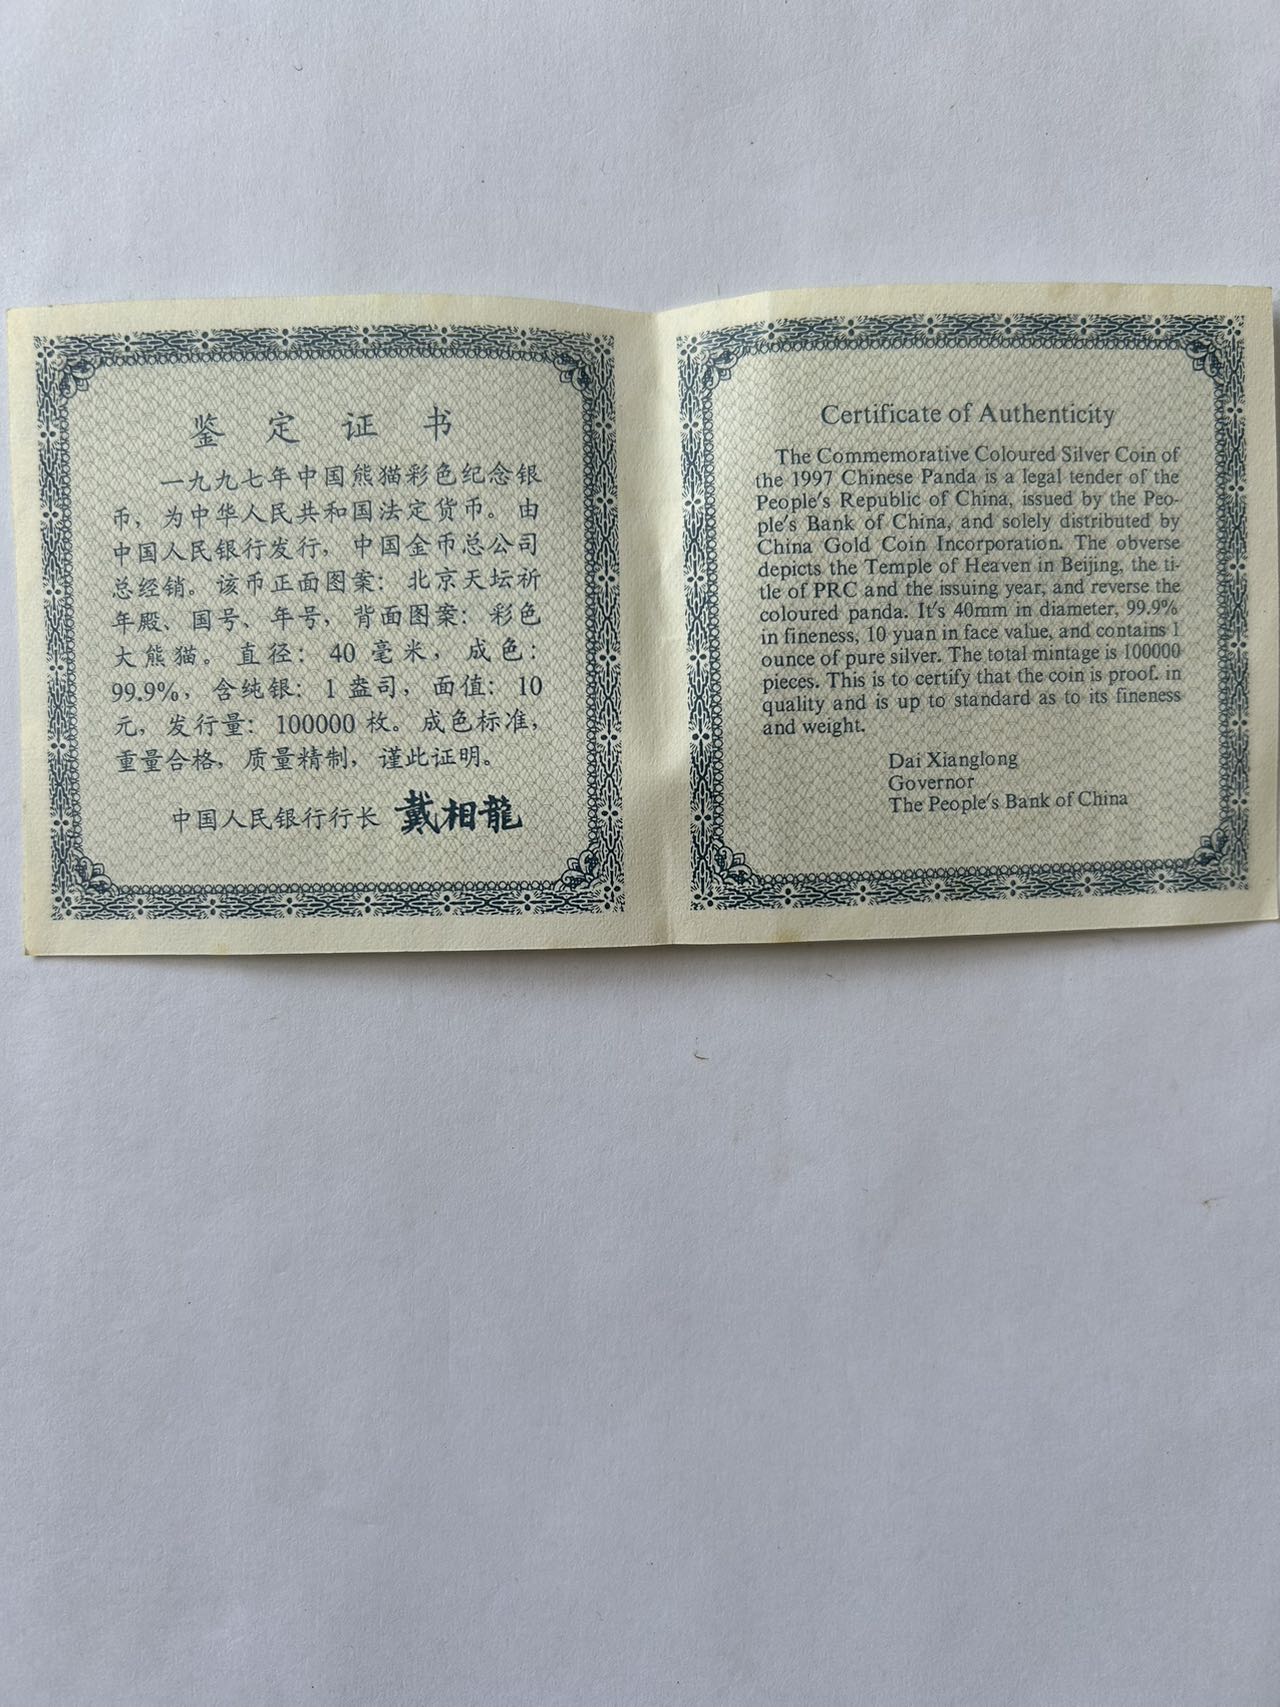 鉴定证书
一九九七年中国熊猫彩色纪念银
币，为中华人民共和国法定货币。由
中国人民银行发行，中国金币总公司
总经销。该币正面图案：北京天坛祈
年殿、国号、年号，背面图案：彩色
大熊猫。直径：40 毫米，成色：
99.9%，含纯银：1 盎司，面值：10
元，发行量：100000 枚。成色标准，
重量合格，质量精制，谨此证明。
中国人民银行行长 戴相龍
Certificate of Authenticity
The Commemorative Coloured Silver Coin of
the 1997 Chinese Panda is a legal tender of the
People's Republic of China, issued by the Peo-
ple's Bank of China, and solely distributed by
China Gold Coin Incorporation. The obverse
depicts the Temple of Heaven in Beijing, the ti-
tle of PRC and the issuing year, and reverse the
coloured panda. It's 40mm in diameter, 99.9%
in fineness, 10 yuan in face value, and contains 1
ounce of pure silver. The total mintage is 100000
pieces. This is to certify that the coin is proof. in
quality and is up to standard as to its fineness
and weight.
Dai Xianglong
Governor
The People's Bank of China